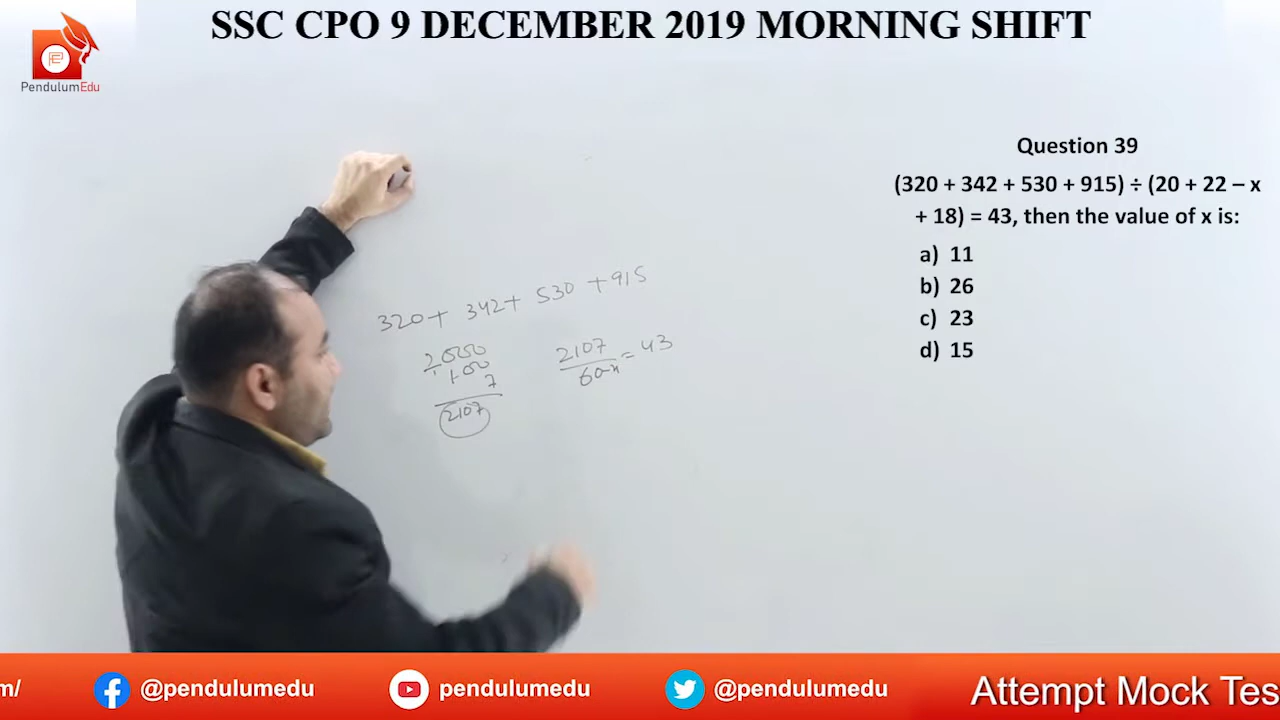 SSC CPO 9 DECEMBER 2019 MORNING SHIFT
PendulumEdu
Question 39
(320 + 342 + 530 + 915) ÷ (20 + 22 – x
+ 18) = 43, then the value of x is:
a) 11
b) 26
c) 23
d) 15
320+ 342+ 530 +915
2000
100
7
2107
2107
60-x
= 43
m/
@pendulumedu
pendulumedu
@pendulumedu
Attempt Mock Tes